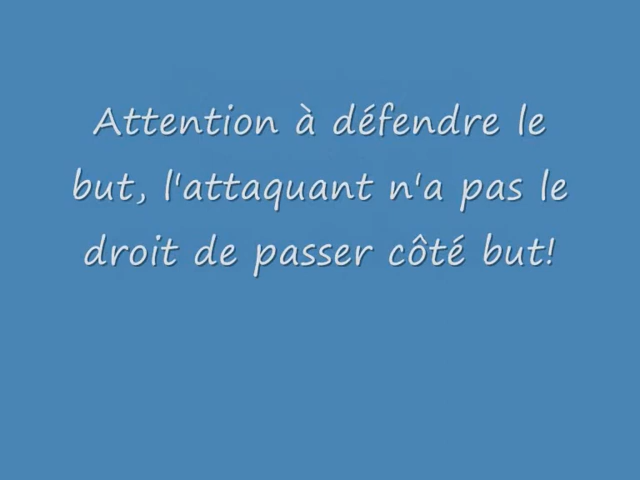 Attention à défendre le
but, l'attaquant n'a pas le
droit de passer côté but!